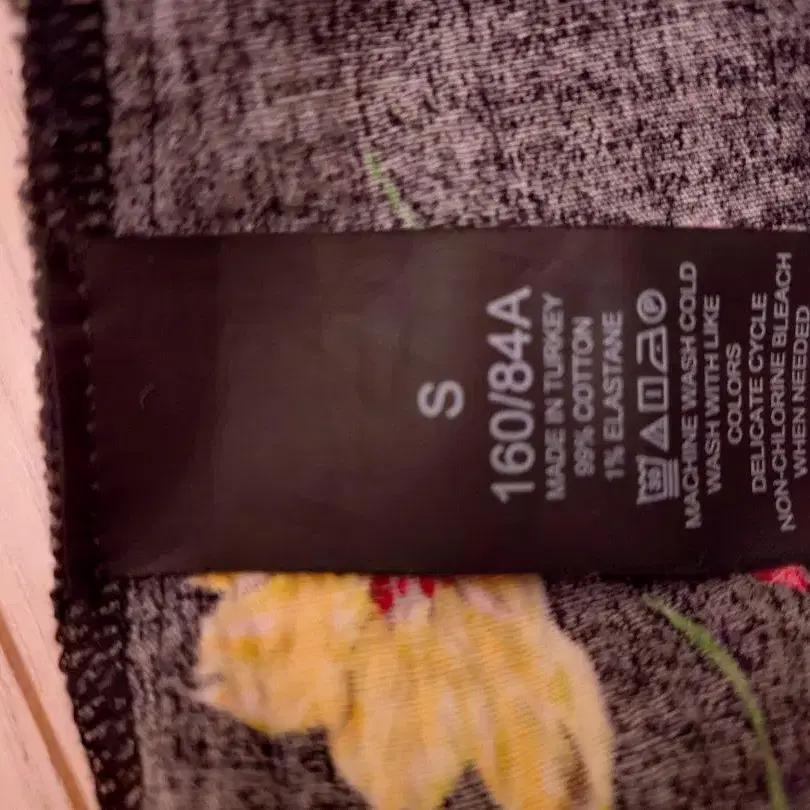 S
160/84A
MADE IN TURKEY
99% COTTON
1% ELASTANE
MACHINE WASH COLD
WASH WITH LIKE
COLORS
DELICATE CYCLE
NON-CHLORINE BLEACH
WHEN NEEDED